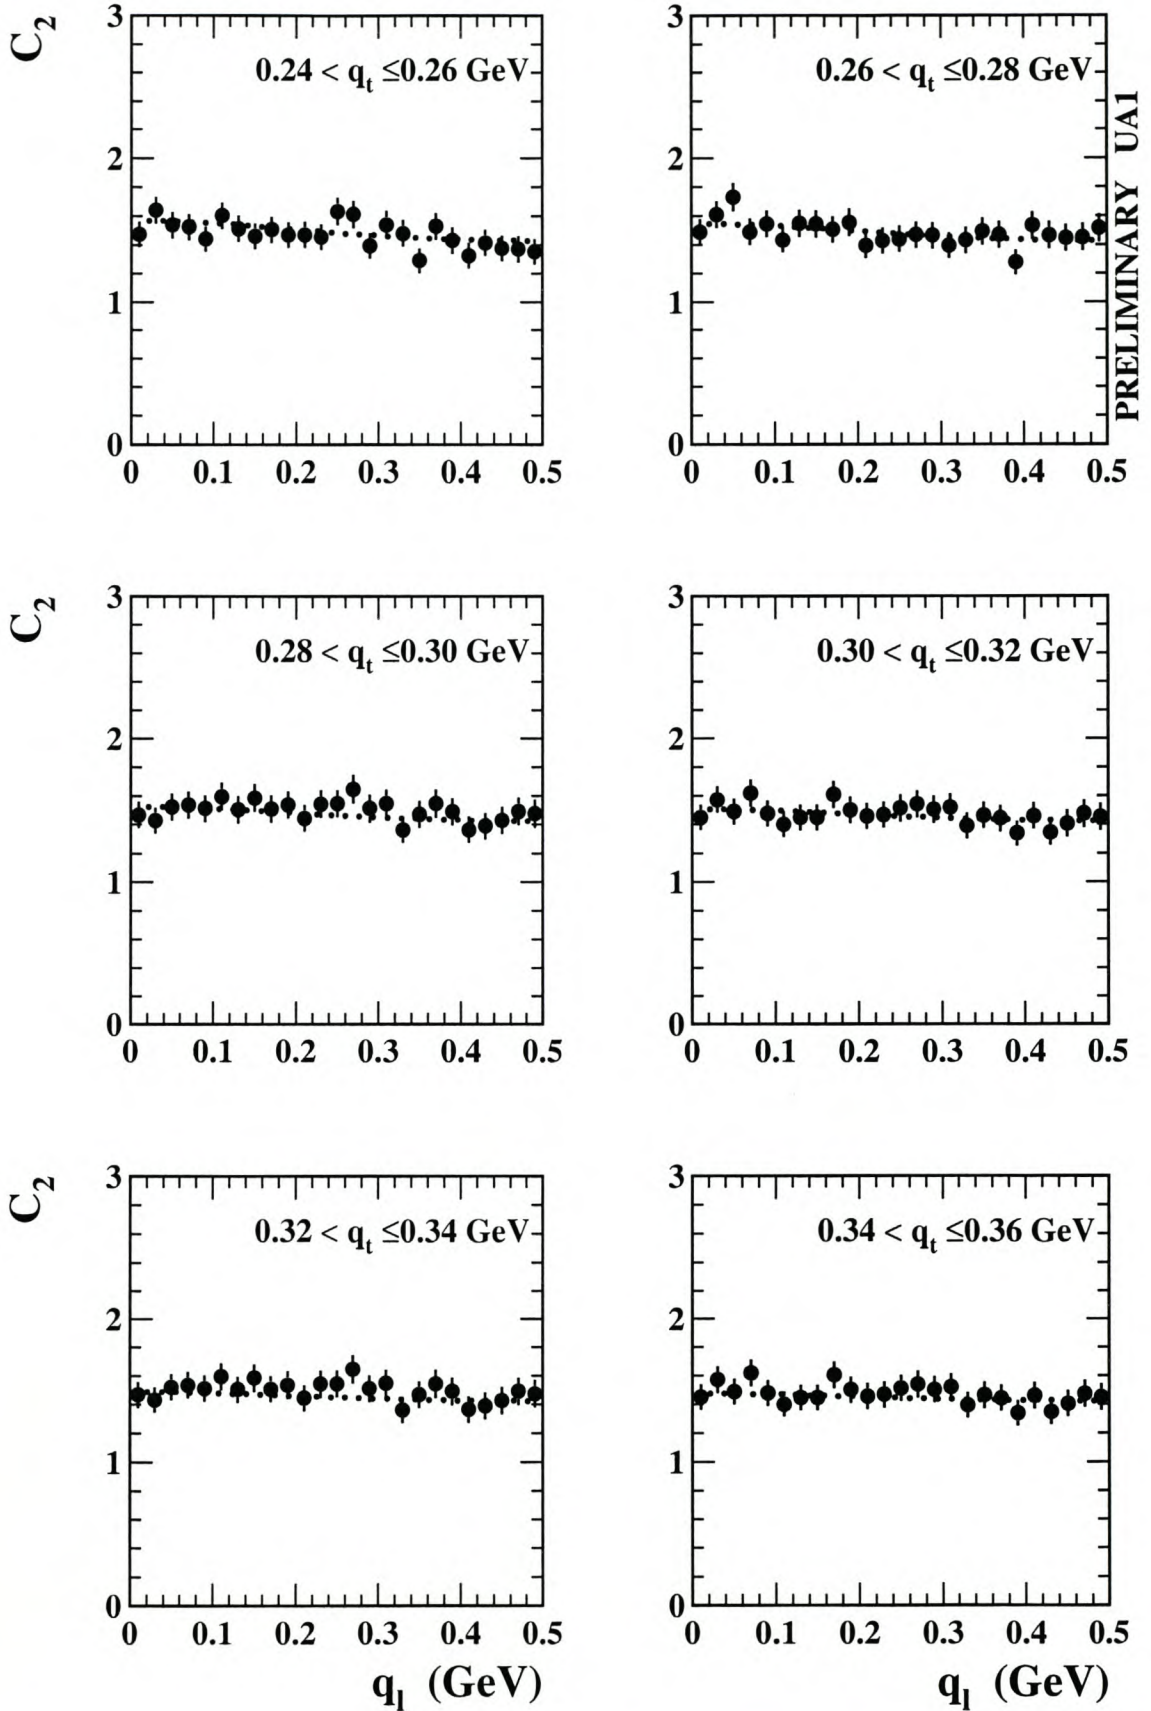 C2
3
2
1
0
0.24 < qt ≤0.26 GeV
0 0.1 0.2 0.3 0.4 0.5
3
2
1
0
0.26 < qt ≤0.28 GeV
0 0.1 0.2 0.3 0.4 0.5
PRELIMINARY UA1
C2
3
2
1
0
0.28 < qt ≤0.30 GeV
0 0.1 0.2 0.3 0.4 0.5
3
2
1
0
0.30 < qt ≤0.32 GeV
0 0.1 0.2 0.3 0.4 0.5
C2
3
2
1
0
0.32 < qt ≤0.34 GeV
0 0.1 0.2 0.3 0.4 0.5
ql (GeV)
3
2
1
0
0.34 < qt ≤0.36 GeV
0 0.1 0.2 0.3 0.4 0.5
ql (GeV)